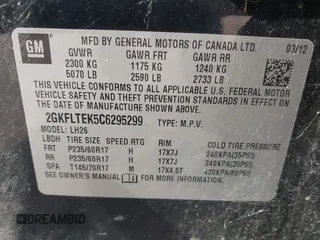 GM
MFD BY GENERAL MOTORS OF CANADA LTD.
03/12
GVWR GAWR FRT GAWR RR
2300 KG 1175 KG 1240 KG
5070 LB 2590 LB 2733 LB
THIS VEHICLE CONFORMS TO ALL APPLICABLE U.S. FEDERAL MOTOR
VEHICLE SAFETY AND THEFT PREVENTION STANDARDS IN EFFECT ON
THE DATE OF MANUFACTURE SHOWN ABOVE.
2GKFLTEK5C6295299 TYPE: M.P.V.
MODEL: LH26
LBDH TIRE SIZE SPEED RTG RIM COLD TIRE PRESSURE
FRT P235/60R17 H 17X7J 240KPA(35PSI)
RR P235/60R17 H 17X7J 240KPA(35PSI)
SPA T145/70R17 M 17X4.5T 420KPA(60PSI)
DREAMBID